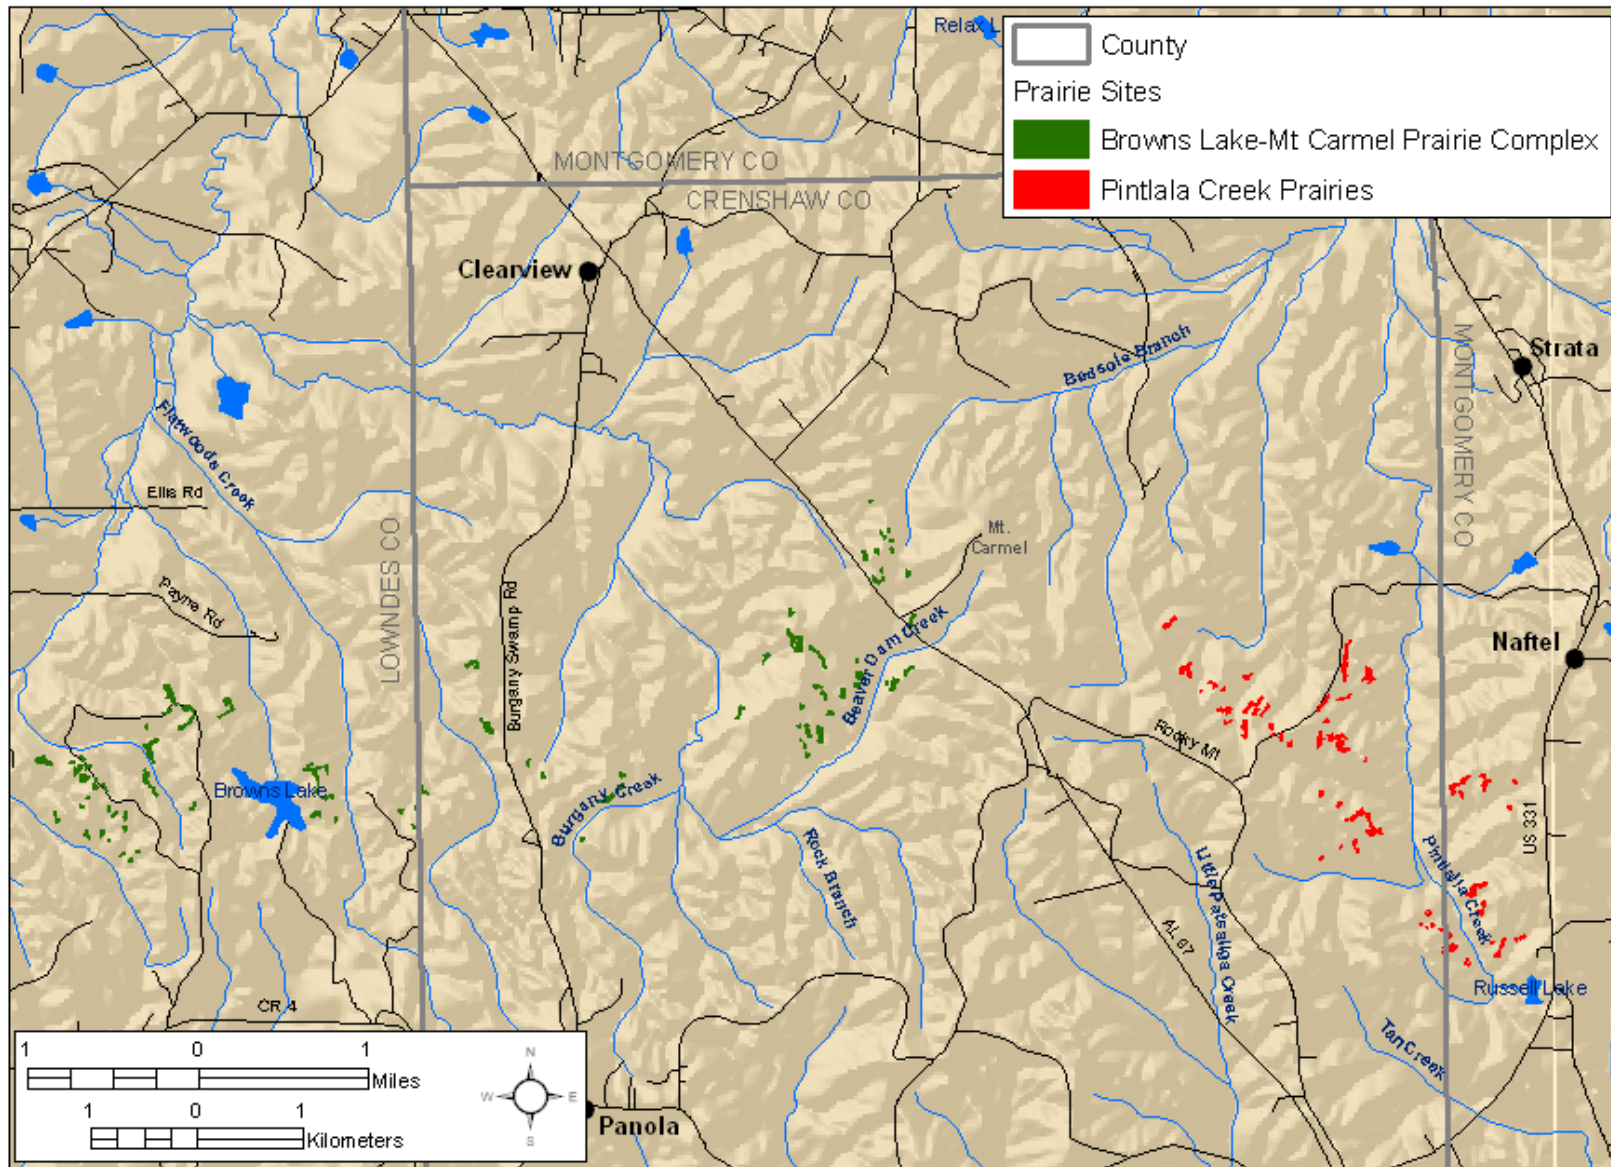 Relax L
County
Prairie Sites
Browns Lake-Mt Carmel Prairie Complex
Pintlala Creek Prairies
MONTGOMERY CO
CRENSHAW CO
Clearview
Strata
MONTGOMERY CO
Bedsole Branch
Flatwoods Creek
Ellis Rd
LOWNDES CO
Mt.
Carmel
Payne Rd
Burgany Swamp Rd
Beaver Dam Creek
Naftel
Rocky Mt
Browns Lake
Burgany Creek
US 331
Rock Branch
Little Patsaliga Creek
Pintlalla Creek
AL 97
Russell Lake
CR 4
Tan Creek
1 0 1
Miles
1 0 1
Kilometers
N
W E
S
Panola